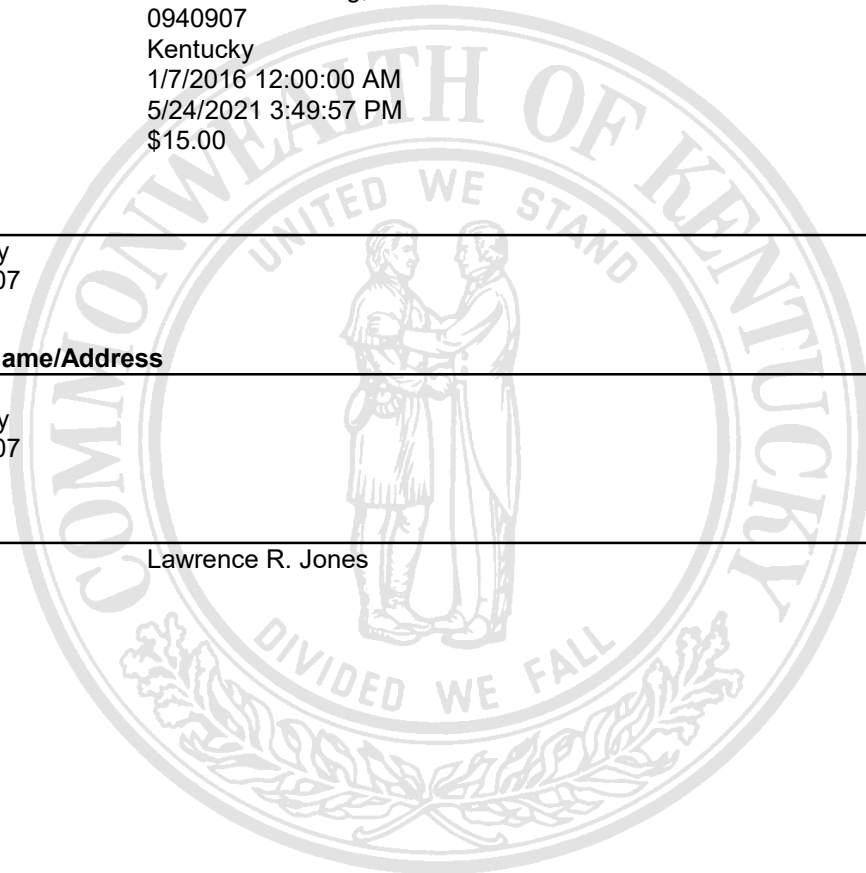 0940907
Kentucky
1/7/2016 12:00:00 AM
5/24/2021 3:49:57 PM
$15.00
COMMONWEALTH OF KENTUCKY
UNITED WE STAND
y
07
ame/Address
y
07
Lawrence R. Jones
DIVIDED WE FALL